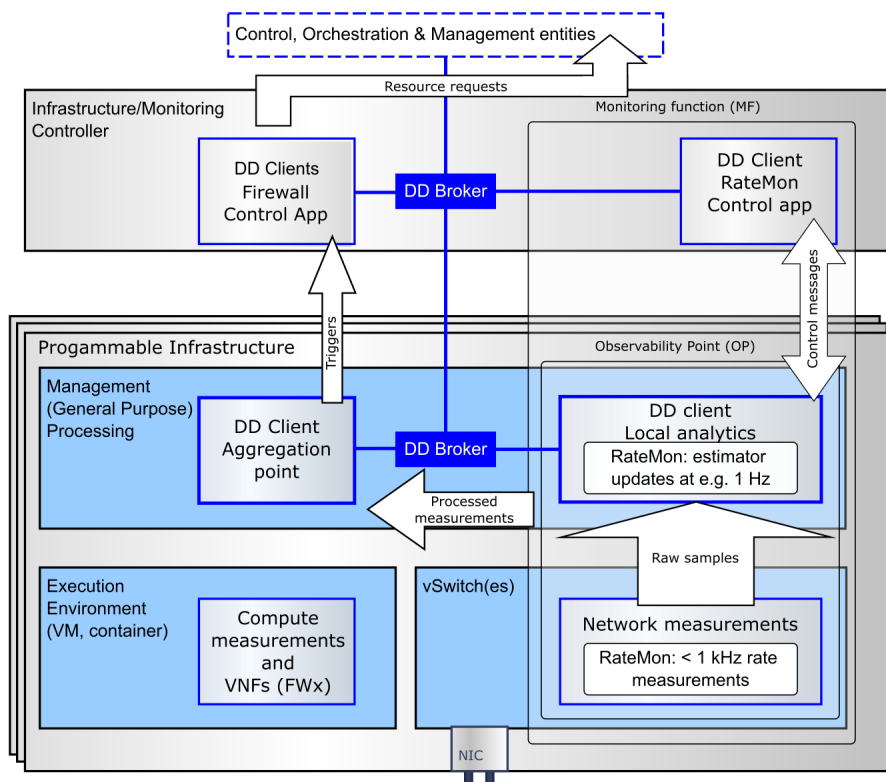 Control, Orchestration & Management entities
Resource requests
Infrastructure/Monitoring
Controller
Monitoring function (MF)
DD Clients
Firewall
Control App
DD Broker
DD Client
RateMon
Control app
Triggers
Control messages
Progammable Infrastructure
Observability Point (OP)
Management
(General Purpose)
Processing
DD Client
Aggregation
point
DD Broker
DD client
Local analytics
RateMon: estimator
updates at e.g. 1 Hz
Processed
measurements
Raw samples
Execution
Environment
(VM, container)
Compute
measurements
and
VNFs (FWx)
vSwitch(es)
Network measurements
RateMon: < 1 kHz rate
measurements
NIC